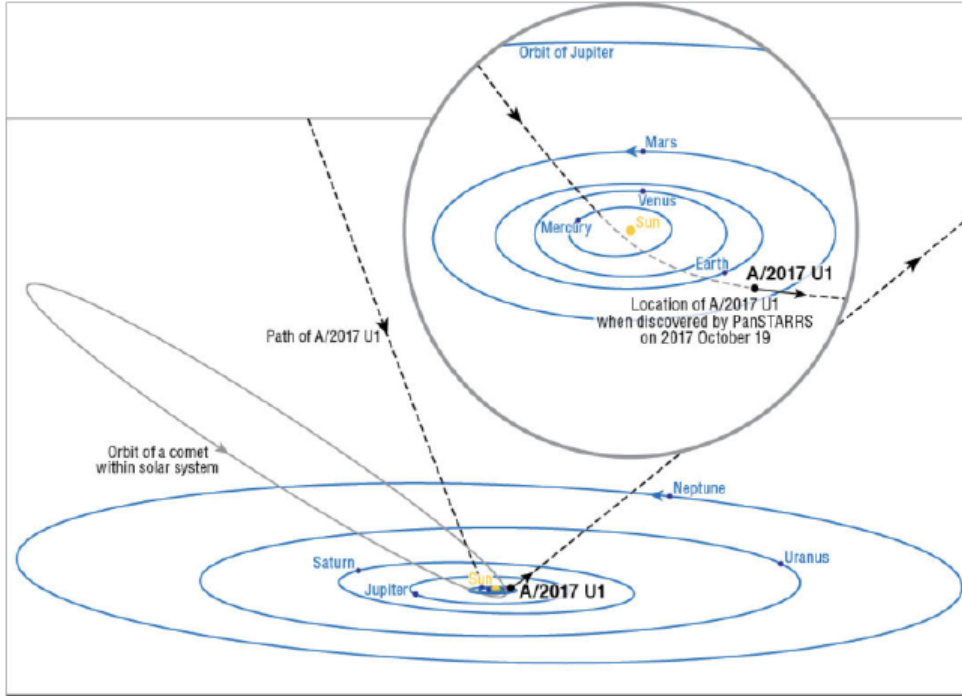 Orbit of Jupiter
Mars
Venus
Mercury
Sun
Earth
A/2017 U1
Location of A/2017 U1
when discovered by PanSTARRS
on 2017 October 19
Path of A/2017 U1
Orbit of a comet
within solar system
Neptune
Saturn
Sun
Uranus
Jupiter
A/2017 U1